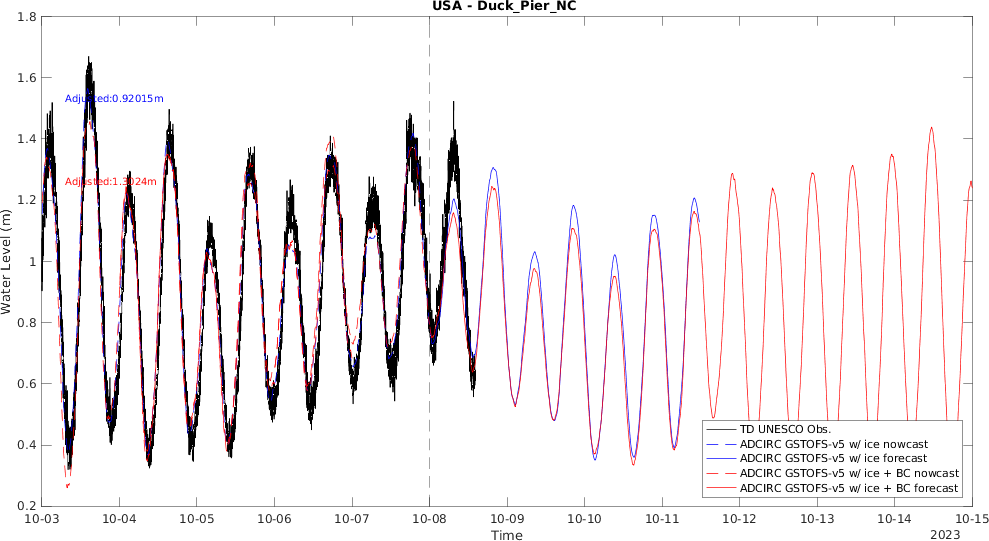 USA - Duck_Pier_NC
1.8
1.6
1.4
1.2
1
0.8
0.6
0.4
0.2
Water Level (m)
Adjusted:0.92015m
Adjusted:1.3024m
TD UNESCO Obs.
ADCIRC GSTOFS-v5 w/ ice nowcast
ADCIRC GSTOFS-v5 w/ ice forecast
ADCIRC GSTOFS-v5 w/ ice + BC nowcast
ADCIRC GSTOFS-v5 w/ ice + BC forecast
10-03 10-04 10-05 10-06 10-07 10-08 10-09 10-10 10-11 10-12 10-13 10-14 10-15
Time
2023